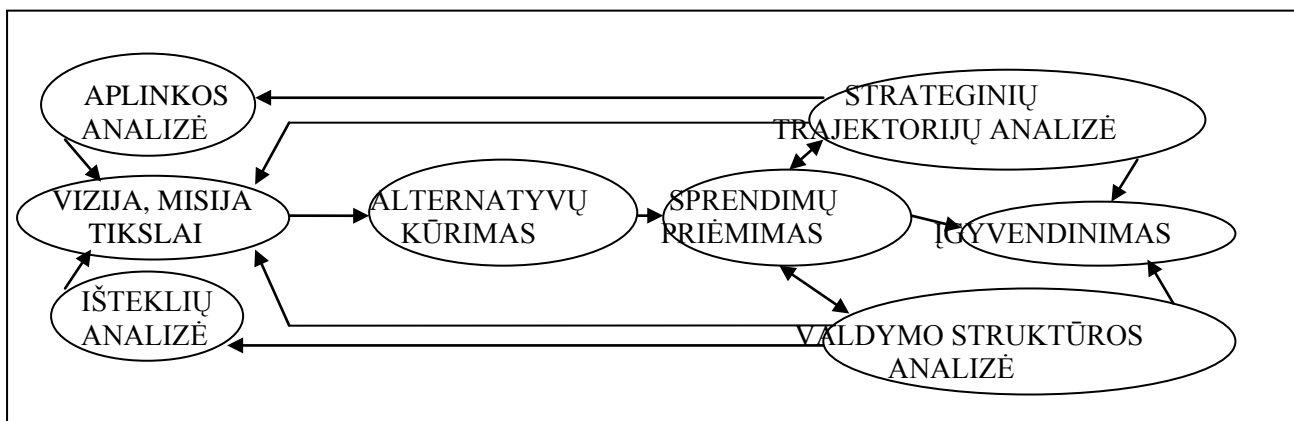 APLINKOS
ANALIZĖ
STRATEGINIŲ
TRAJEKTORIJŲ ANALIZĖ
VIZIJA, MISIJA
TIKSLAI
ALTERNATYVŲ
KŪRIMAS
SPRENDIMŲ
PRIĖMIMAS
ĮGYVENDINIMAS
IŠTEKLIŲ
ANALIZĖ
VALDYMO STRUKTŪROS
ANALIZĖ